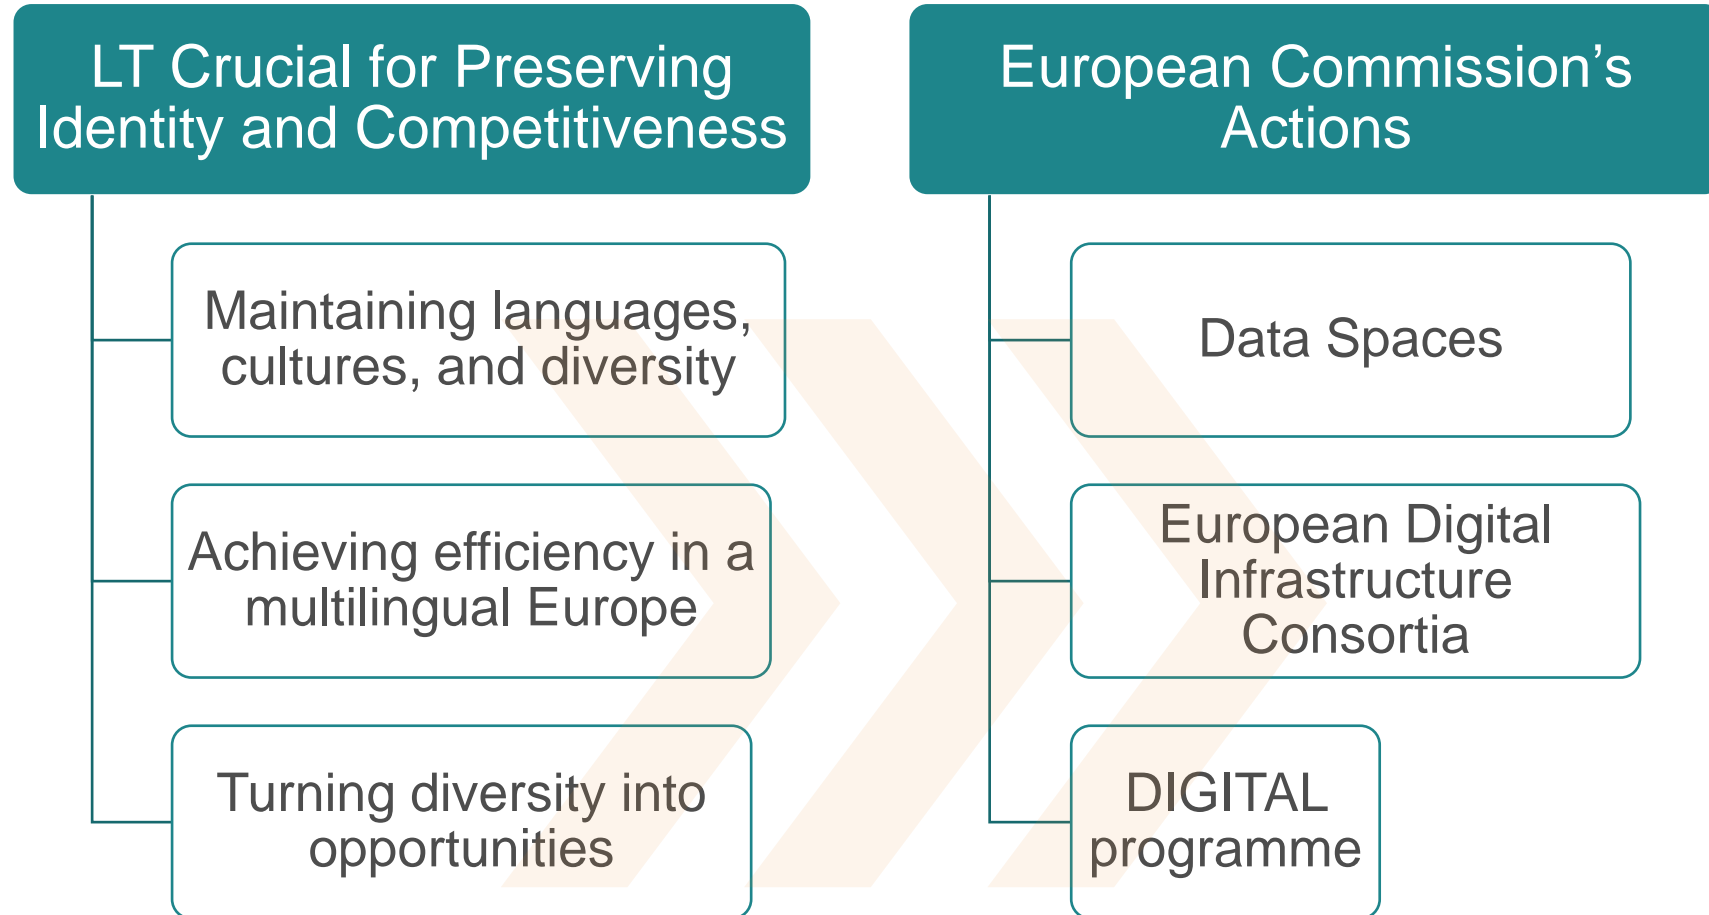 LT Crucial for Preserving
Identity and Competitiveness
Maintaining languages,
cultures, and diversity
Achieving efficiency in a
multilingual Europe
Turning diversity into
opportunities
European Commission’s
Actions
Data Spaces
European Digital
Infrastructure
Consortia
DIGITAL
programme